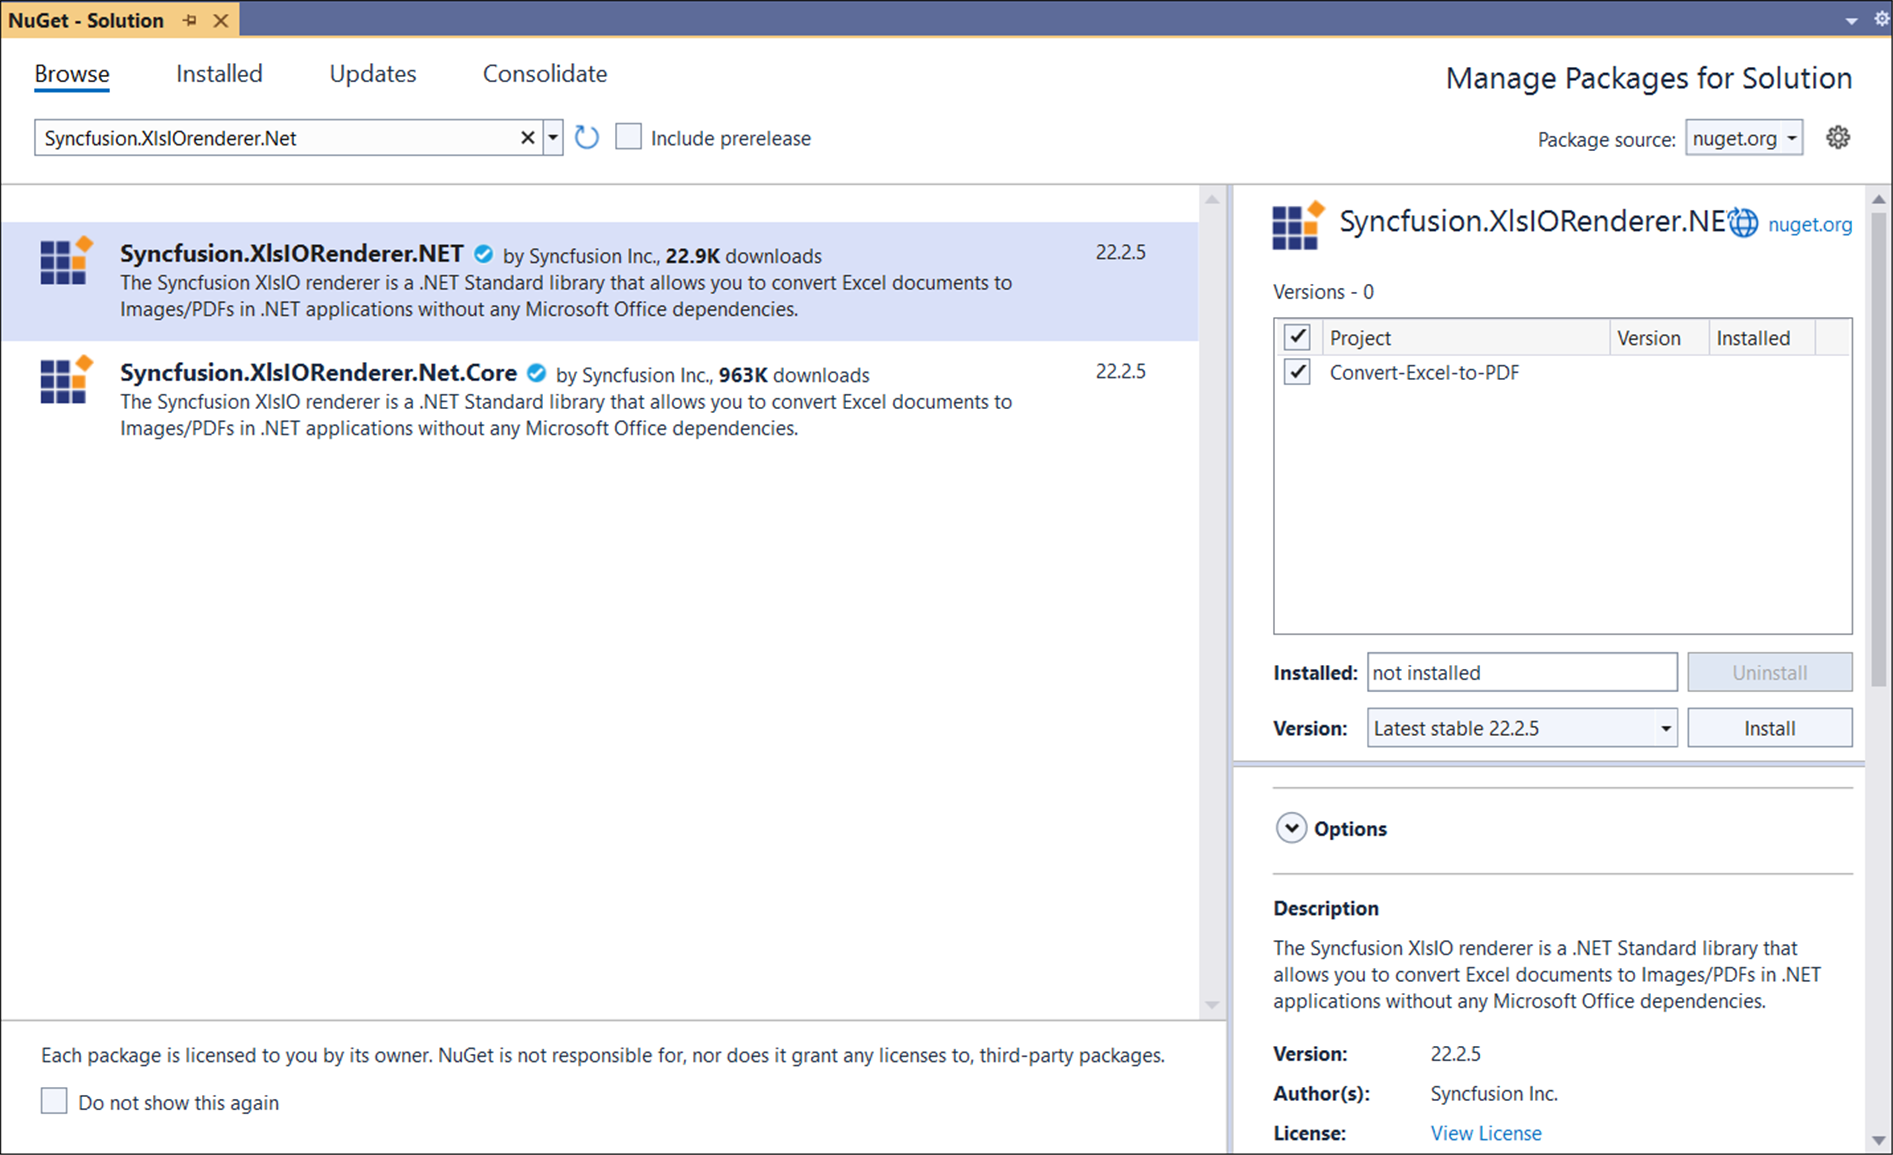 NuGet - Solution
Browse Installed Updates Consolidate
Manage Packages for Solution
Syncfusion.XlsIOrenderer.Net
Include prerelease
Package source: nuget.org
Syncfusion.XlsIORenderer.NET by Syncfusion Inc., 22.9K downloads 22.2.5
The Syncfusion XlsIO renderer is a .NET Standard library that allows you to convert Excel documents to
Images/PDFs in .NET applications without any Microsoft Office dependencies.
Syncfusion.XlsIORenderer.Net.Core by Syncfusion Inc., 963K downloads 22.2.5
The Syncfusion XlsIO renderer is a .NET Standard library that allows you to convert Excel documents to
Images/PDFs in .NET applications without any Microsoft Office dependencies.
Each package is licensed to you by its owner. NuGet is not responsible for, nor does it grant any licenses to, third-party packages.
Do not show this again
Syncfusion.XlsIORenderer.NE nuget.org
Versions - 0
Project Version Installed
Convert-Excel-to-PDF
Installed: not installed Uninstall
Version: Latest stable 22.2.5 Install
Options
Description
The Syncfusion XlsIO renderer is a .NET Standard library that
allows you to convert Excel documents to Images/PDFs in .NET
applications without any Microsoft Office dependencies.
Version: 22.2.5
Author(s): Syncfusion Inc.
License: View License